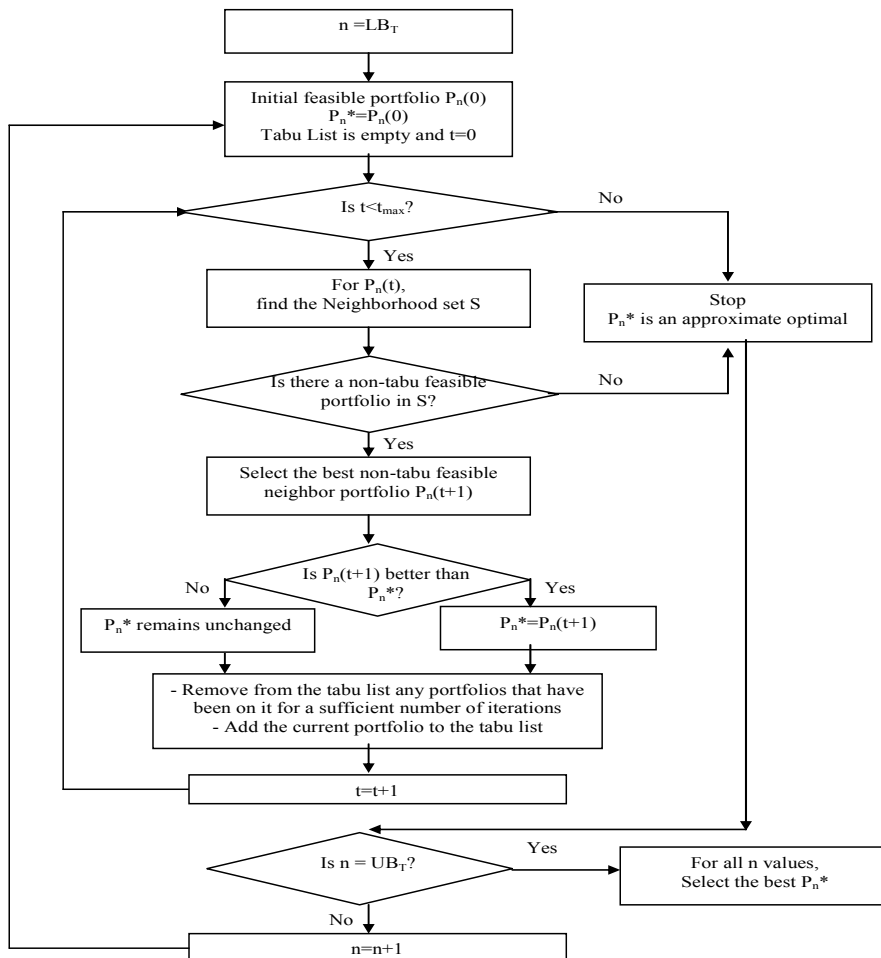 n =LB_T
Initial feasible portfolio P_n(0)
P_n*=P_n(0)
Tabu List is empty and t=0
Is t<t_max?
No
Yes
For P_n(t),
find the Neighborhood set S
Stop
P_n* is an approximate optimal
Is there a non-tabu feasible
portfolio in S?
No
Yes
Select the best non-tabu feasible
neighbor portfolio P_n(t+1)
Is P_n(t+1) better than
P_n*?
No
Yes
P_n* remains unchanged
P_n*=P_n(t+1)
- Remove from the tabu list any portfolios that have
been on it for a sufficient number of iterations
- Add the current portfolio to the tabu list
t=t+1
Is n = UB_T?
Yes
For all n values,
Select the best P_n*
No
n=n+1